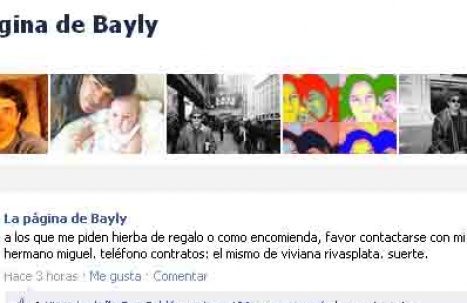 gina de Bayly
La página de Bayly
a los que me piden hierba de regalo o como encomienda, favor contactarse con mi
hermano miguel. teléfono contratos: el mismo de viviana rivasplata. suerte.
Hace 3 horas · Me gusta · Comentar